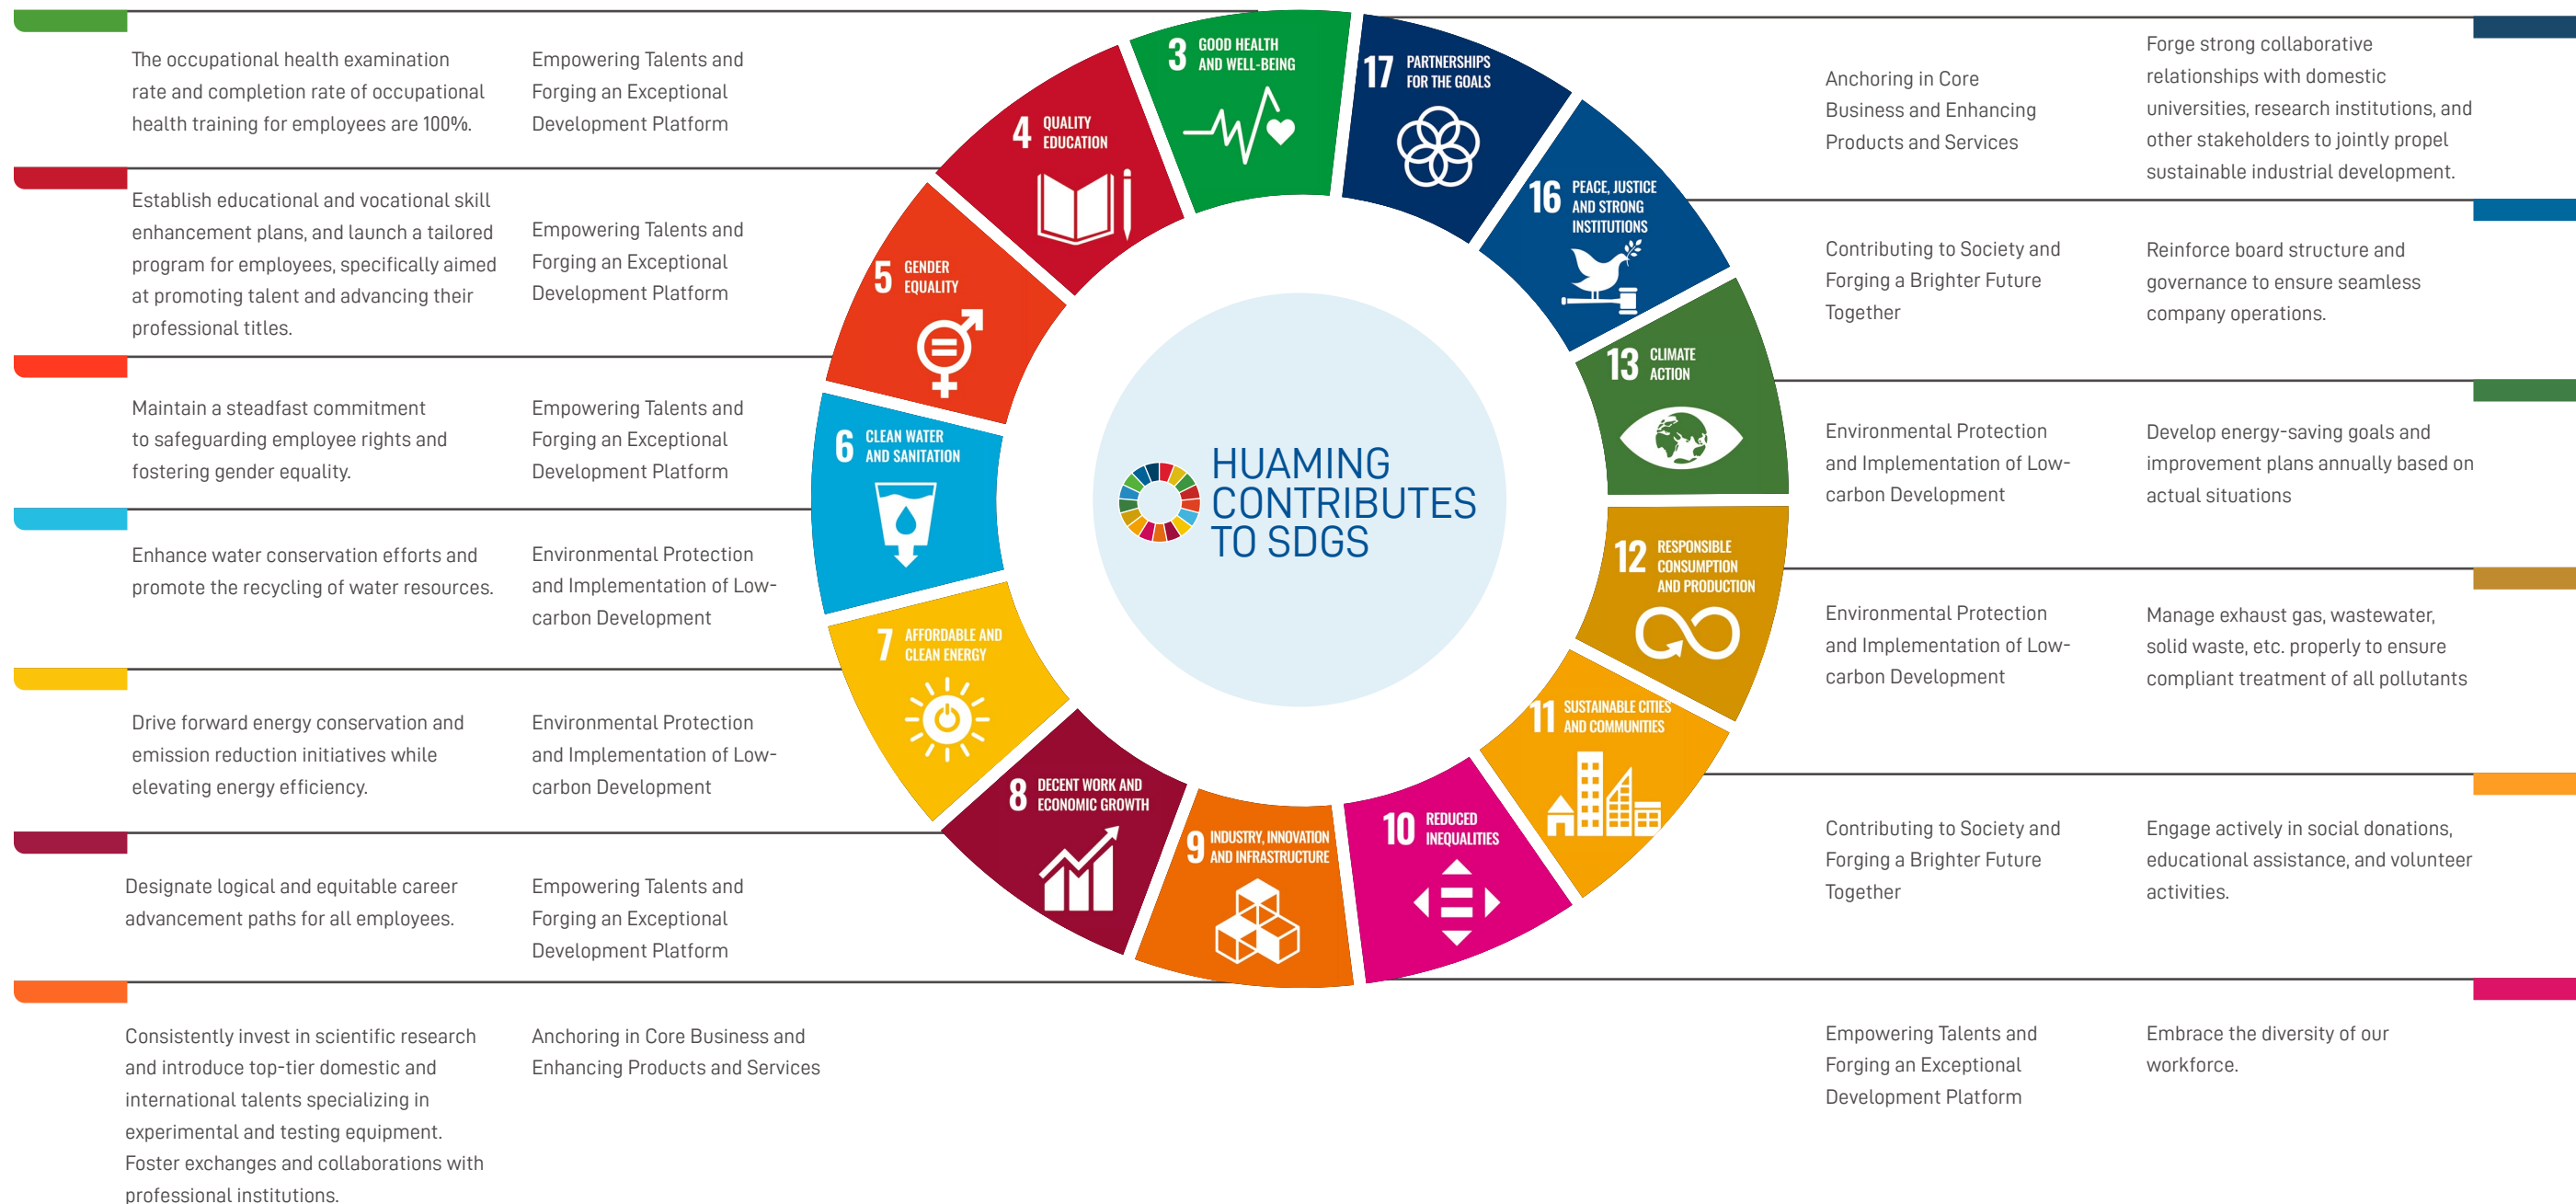 The occupational health examination
rate and completion rate of occupational
health training for employees are 100%.
Empowering Talents and
Forging an Exceptional
Development Platform
Establish educational and vocational skill
enhancement plans, and launch a tailored
program for employees, specifically aimed
at promoting talent and advancing their
professional titles.
Empowering Talents and
Forging an Exceptional
Development Platform
Maintain a steadfast commitment
to safeguarding employee rights and
fostering gender equality.
Empowering Talents and
Forging an Exceptional
Development Platform
Enhance water conservation efforts and
promote the recycling of water resources.
Environmental Protection
and Implementation of Low-
carbon Development
Drive forward energy conservation and
emission reduction initiatives while
elevating energy efficiency.
Environmental Protection
and Implementation of Low-
carbon Development
Designate logical and equitable career
advancement paths for all employees.
Empowering Talents and
Forging an Exceptional
Development Platform
Consistently invest in scientific research
and introduce top-tier domestic and
international talents specializing in
experimental and testing equipment.
Foster exchanges and collaborations with
professional institutions.
Anchoring in Core Business and
Enhancing Products and Services
3 GOOD HEALTH
AND WELL-BEING
4 QUALITY
EDUCATION
5 GENDER
EQUALITY
6 CLEAN WATER
AND SANITATION
7 AFFORDABLE AND
CLEAN ENERGY
8 DECENT WORK AND
ECONOMIC GROWTH
9 INDUSTRY, INNOVATION
AND INFRASTRUCTURE
10 REDUCED
INEQUALITIES
11 SUSTAINABLE CITIES
AND COMMUNITIES
12 RESPONSIBLE
CONSUMPTION
AND PRODUCTION
13 CLIMATE
ACTION
16 PEACE, JUSTICE
AND STRONG
INSTITUTIONS
17 PARTNERSHIPS
FOR THE GOALS
HUAMING
CONTRIBUTES
TO SDGS
Anchoring in Core
Business and Enhancing
Products and Services
Forge strong collaborative
relationships with domestic
universities, research institutions, and
other stakeholders to jointly propel
sustainable industrial development.
Contributing to Society and
Forging a Brighter Future
Together
Reinforce board structure and
governance to ensure seamless
company operations.
Environmental Protection
and Implementation of Low-
carbon Development
Develop energy-saving goals and
improvement plans annually based on
actual situations
Environmental Protection
and Implementation of Low-
carbon Development
Manage exhaust gas, wastewater,
solid waste, etc. properly to ensure
compliant treatment of all pollutants
Contributing to Society and
Forging a Brighter Future
Together
Engage actively in social donations,
educational assistance, and volunteer
activities.
Empowering Talents and
Forging an Exceptional
Development Platform
Embrace the diversity of our
workforce.